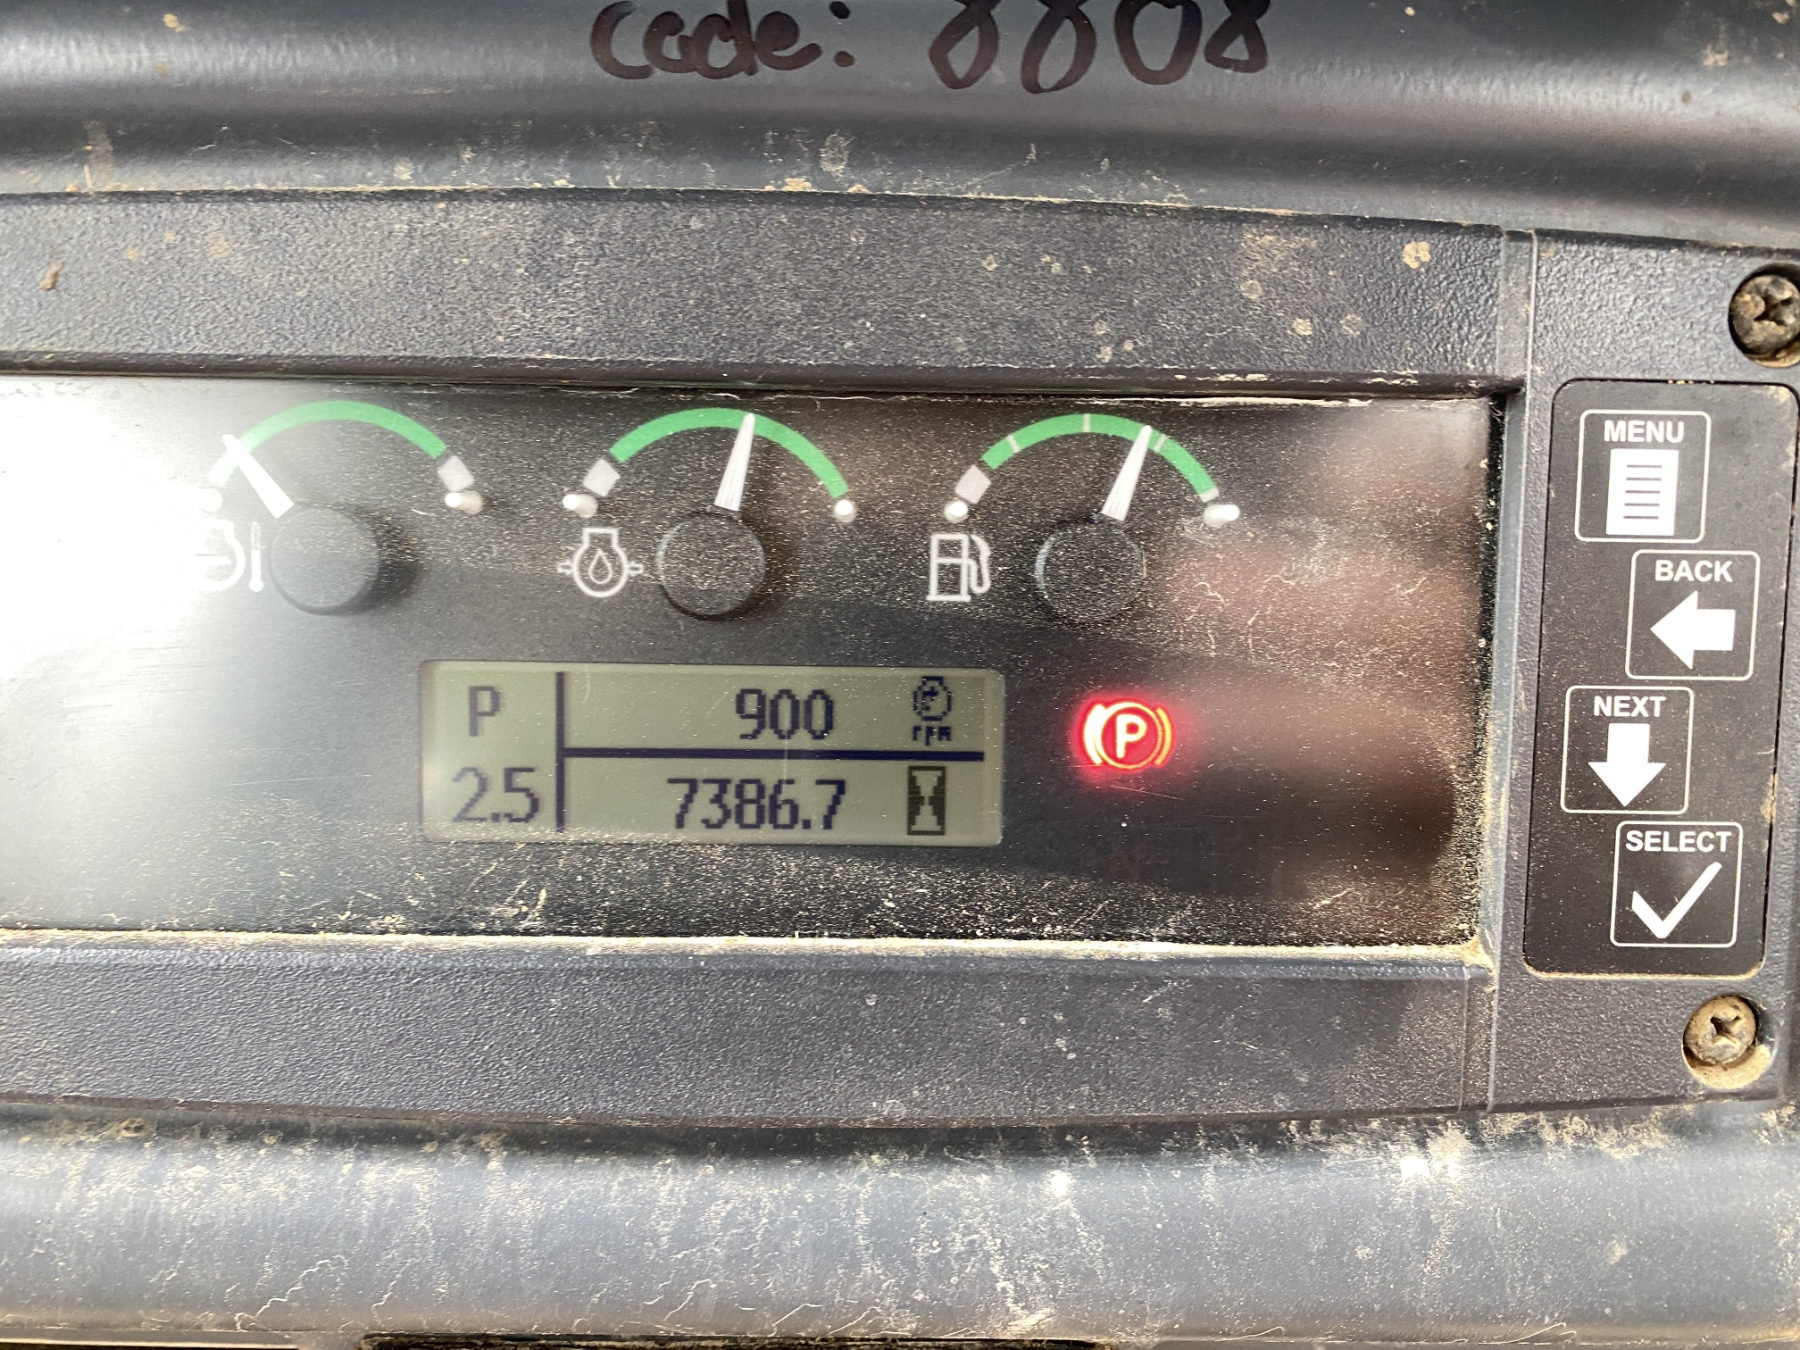 code: 8808
MENU
BACK
NEXT
SELECT
P
900
rpm
2.5
7386.7
P